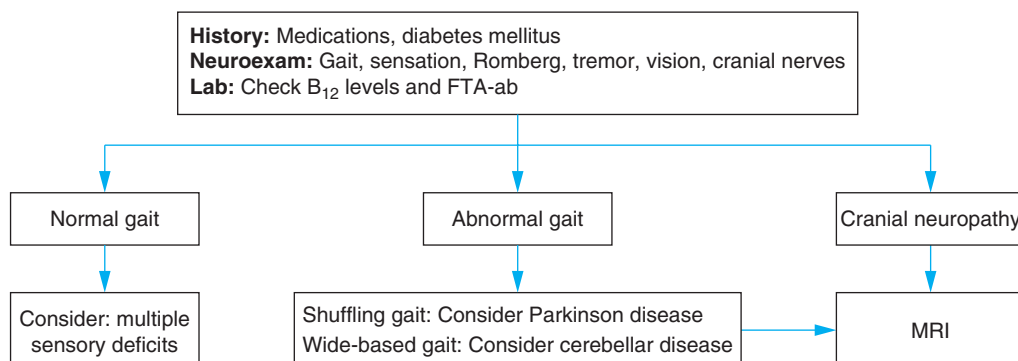 History: Medications, diabetes mellitus
Neuroexam: Gait, sensation, Romberg, tremor, vision, cranial nerves
Lab: Check B₁₂ levels and FTA-ab
Normal gait
Abnormal gait
Cranial neuropathy
Consider: multiple
sensory deficits
Shuffling gait: Consider Parkinson disease
Wide-based gait: Consider cerebellar disease
MRI